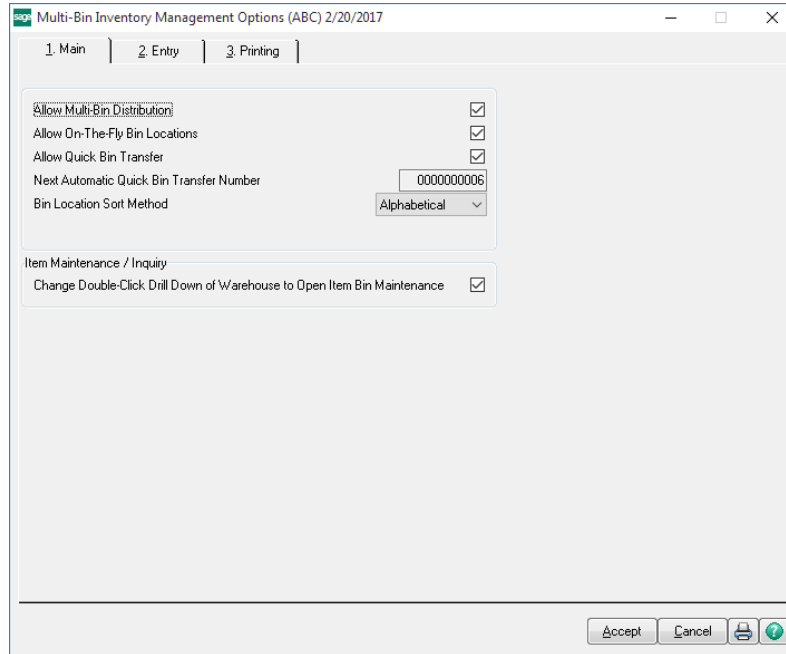 sage Multi-Bin Inventory Management Options (ABC) 2/20/2017
1. Main 2. Entry 3. Printing
Allow Multi-Bin Distribution
Allow On-The-Fly Bin Locations
Allow Quick Bin Transfer
Next Automatic Quick Bin Transfer Number 0000000006
Bin Location Sort Method Alphabetical
Item Maintenance / Inquiry
Change Double-Click Drill Down of Warehouse to Open Item Bin Maintenance
Accept Cancel ?